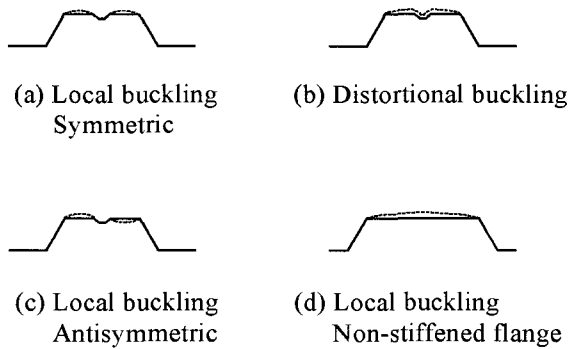 (a) Local buckling
Symmetric
(b) Distortional buckling
(c) Local buckling
Antisymmetric
(d) Local buckling
Non-stiffened flange